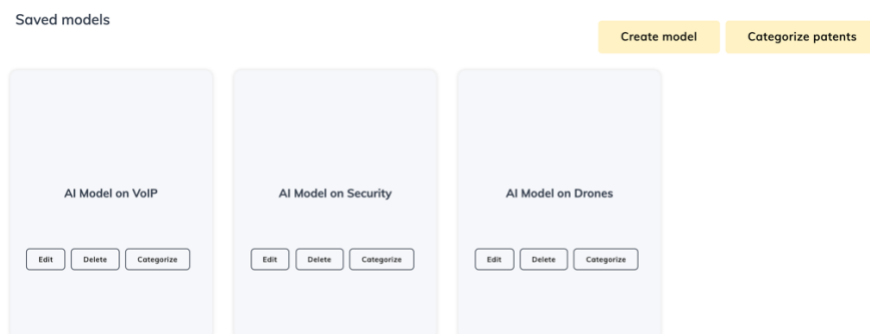 Saved models
Create model
Categorize patents
AI Model on VoIP
AI Model on Security
AI Model on Drones
Edit
Delete
Categorize
Edit
Delete
Categorize
Edit
Delete
Categorize